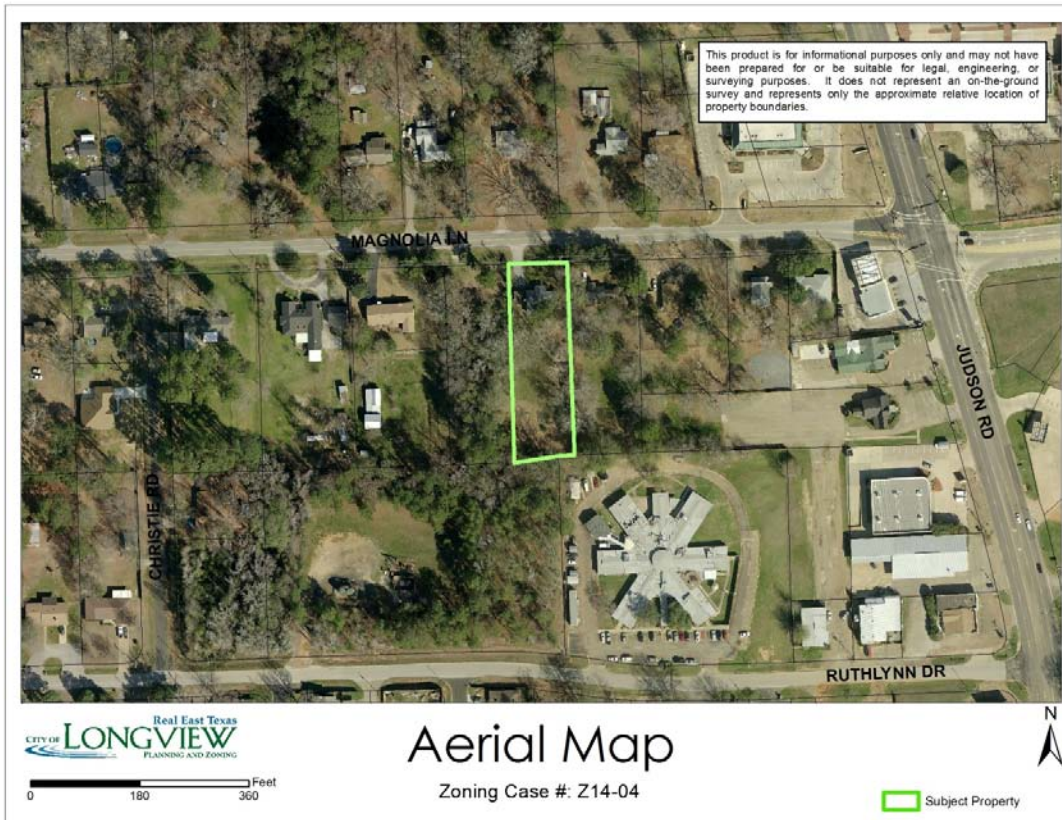 This product is for informational purposes only and may not have
been prepared for or be suitable for legal, engineering, or
surveying purposes. It does not represent an on-the-ground
survey and represents only the approximate relative location of
property boundaries.
MAGNOLIA LN
JUDSON RD
CHRISTIE RD
RUTHLYNN DR
Real East Texas
CITY OF LONGVIEW
PLANNING AND ZONING
Feet
0 180 360
Aerial Map
Zoning Case #: Z14-04
N
Subject Property